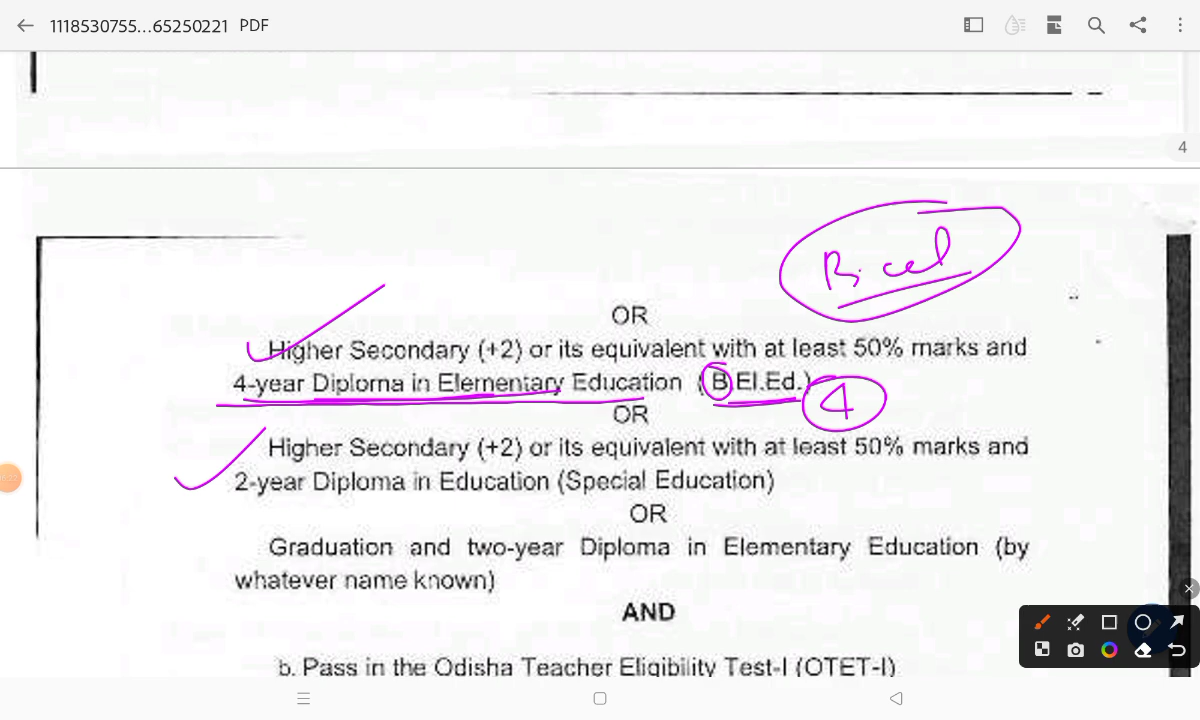 1118530755...65250221 PDF
4
OR
Higher Secondary (+2) or its equivalent with at least 50% marks and
4-year Diploma in Elementary Education (B.El.Ed.)
4
OR
Higher Secondary (+2) or its equivalent with at least 50% marks and
2-year Diploma in Education (Special Education)
OR
Graduation and two-year Diploma in Elementary Education (by
whatever name known)
AND
b. Pass in the Odisha Teacher Eligibility Test-I (OTET-I)